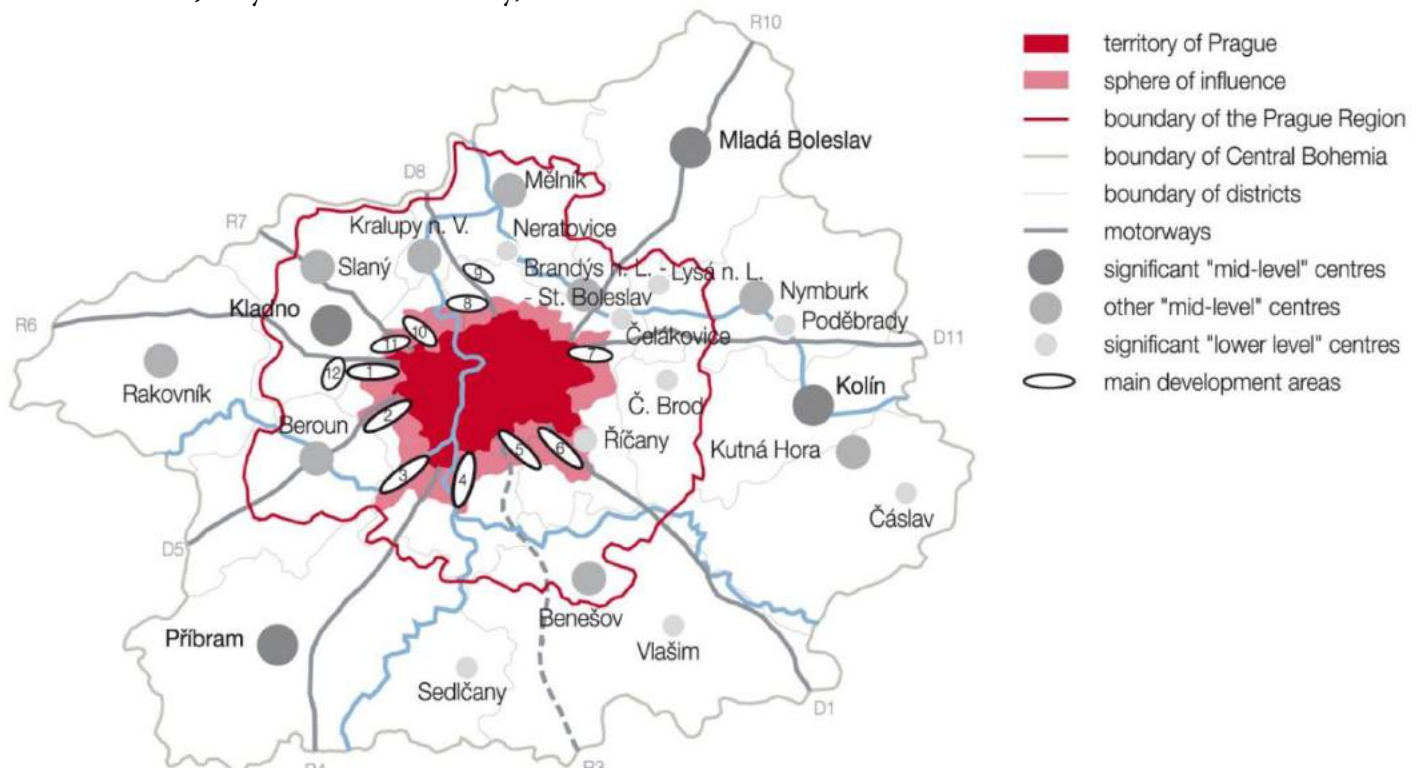 R10
territory of Prague
sphere of influence
boundary of the Prague Region
boundary of Central Bohemia
boundary of districts
motorways
significant "mid-level" centres
other "mid-level" centres
significant "lower level" centres
main development areas
Mladá Boleslav
D8
Mělník
R7
Kralupy n. V.
Neratovice
Slaný
9
Brandýs n. L. - Lysá n. L.
- St. Boleslav
8
Nymburk
Kladno
Poděbrady
R6
10
Čelákovice
D11
11
7
12
1
Rakovník
Kolín
Č. Brod
2
Beroun
Říčany
Kutná Hora
5
6
3
4
Čáslav
D5
Benešov
Příbram
Vlašim
Sedlčany
D1
R4
R3